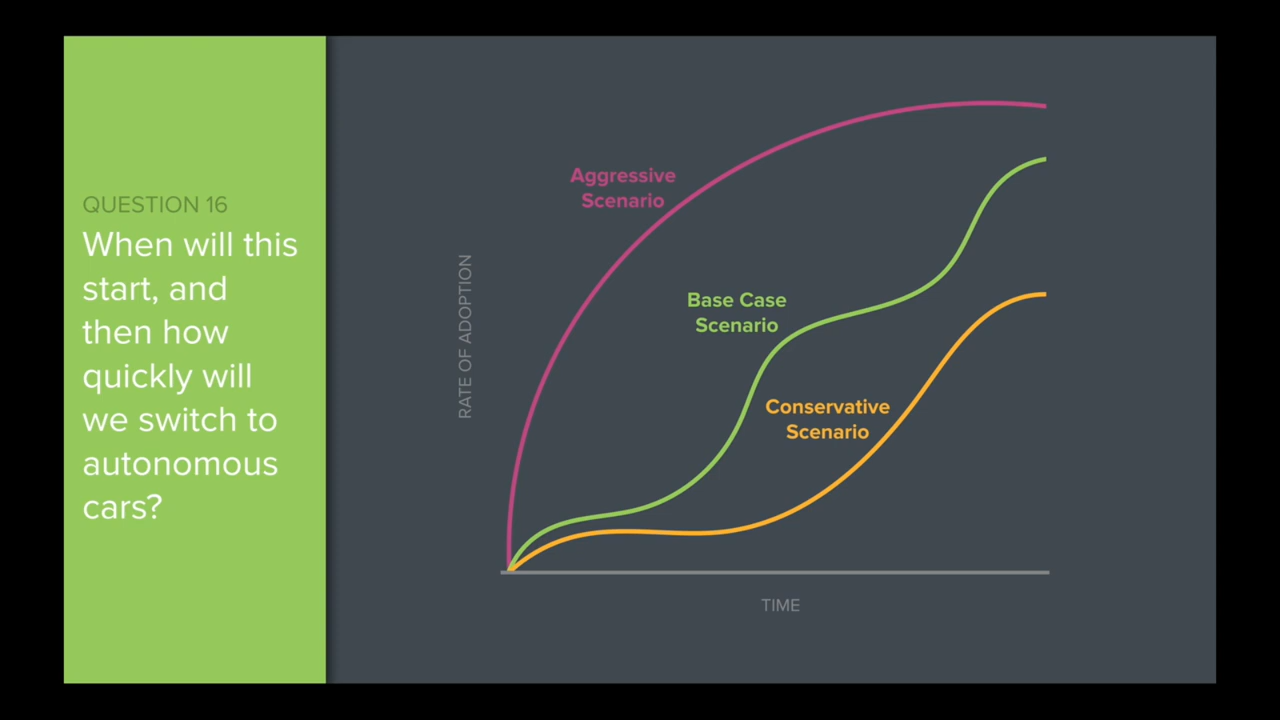 QUESTION 16
When will this
start, and
then how
quickly will
we switch to
autonomous
cars?
Aggressive
Scenario
Base Case
Scenario
Conservative
Scenario
RATE OF ADOPTION
TIME